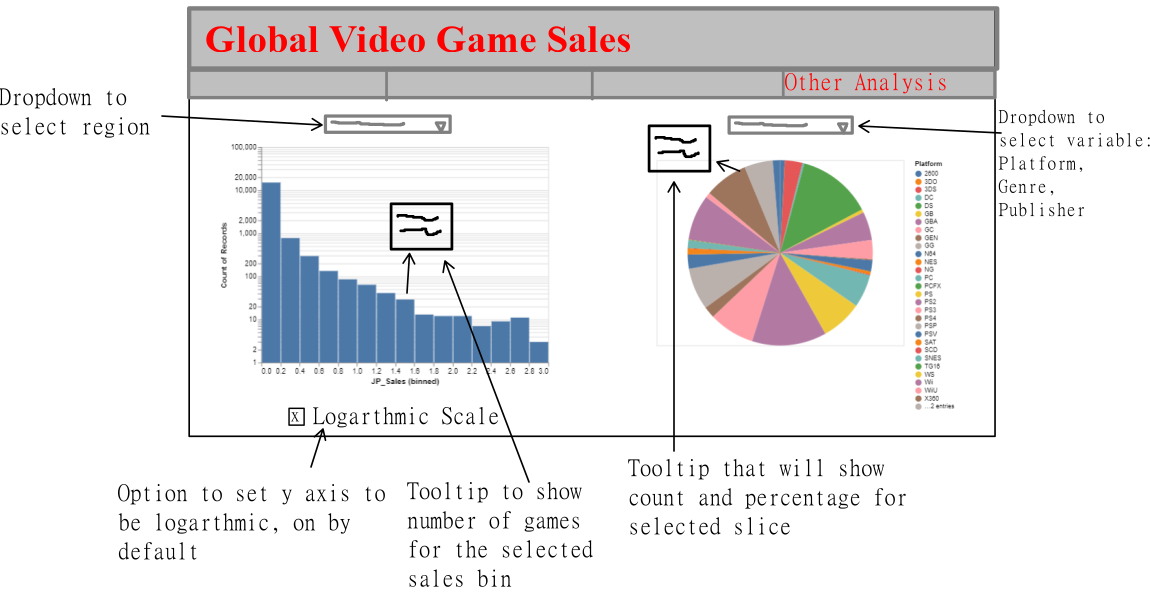 Global Video Game Sales
Other Analysis
Dropdown to
select region
Dropdown to
select variable:
Platform,
Genre,
Publisher
100,000
20,000
10,000
2,000
1,000
200
100
20
10
2
1
Count of Records
0.0 0.2 0.4 0.6 0.8 1.0 1.2 1.4 1.6 1.8 2.0 2.2 2.4 2.6 2.8 3.0
JP_Sales (binned)
X Logarthmic Scale
Platform
2600
3DO
3DS
DC
DS
GB
GBA
GC
GEN
GG
N64
NES
NG
PC
PCFX
PS
PS2
PS3
PS4
PSP
PSV
SAT
SCD
SNES
TG16
WS
Wii
WiiU
X360
...2 entries
Option to set y axis to
be logarthmic, on by
default
Tooltip to show
number of games
for the selected
sales bin
Tooltip that will show
count and percentage for
selected slice